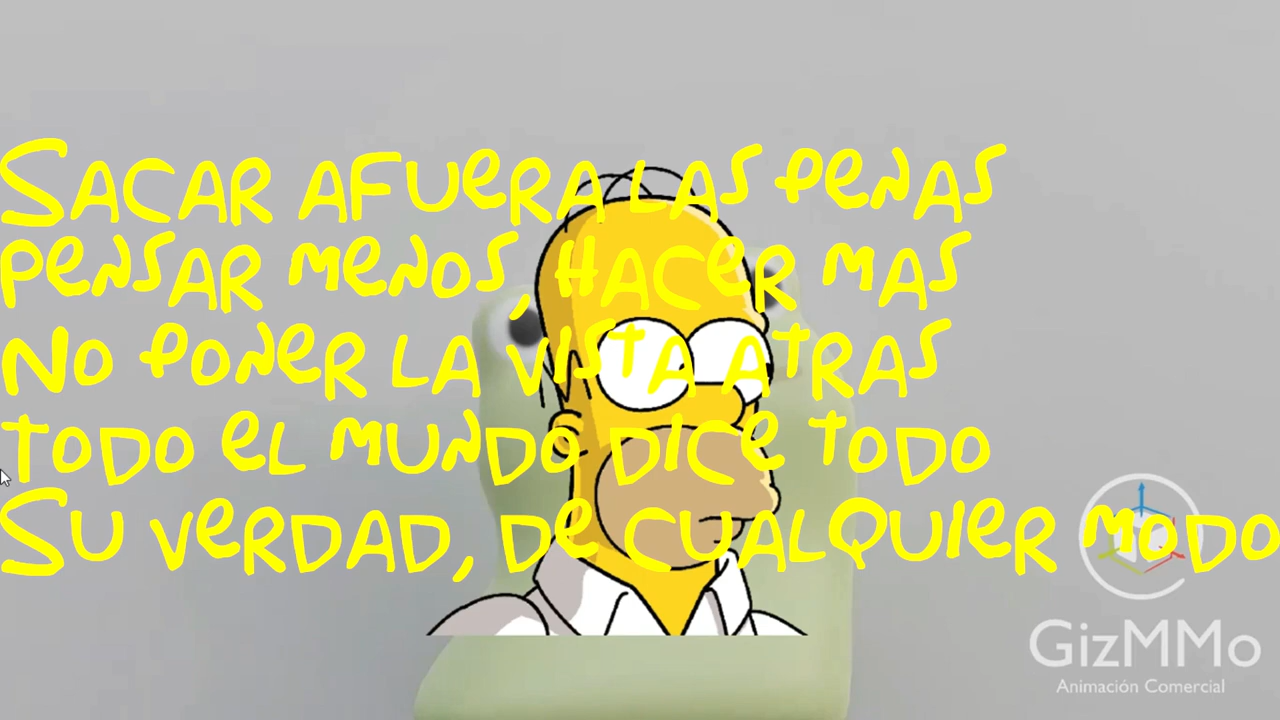 Sacar afuera las penas
pensar menos, hacer mas
No poner la vista atras
todo el mundo dice todo
Su verdad, de cualquier modo
GizMMo
Animación Comercial